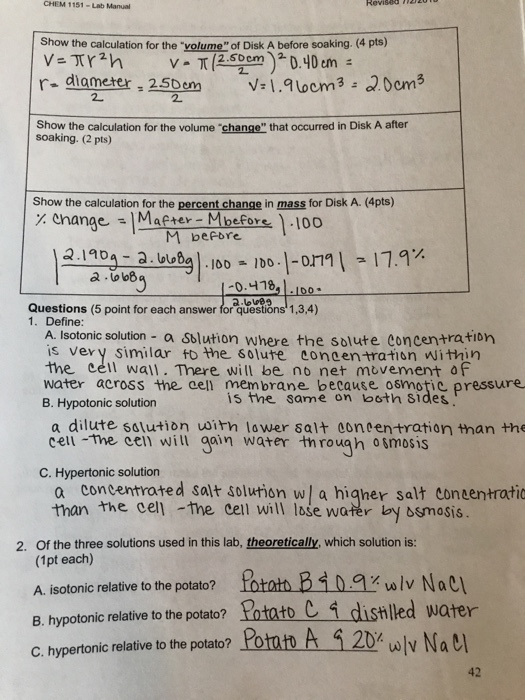 CHEM 1151 - Lab Manual
Show the calculation for the "volume" of Disk A before soaking. (4 pts)
V = πr²h V = π(2.50cm/2)² 0.40 cm =
r = diameter/2 = 2.50cm/2 V = 1.96cm³ = 2.0cm³
Show the calculation for the volume "change" that occurred in Disk A after
soaking. (2 pts)
Show the calculation for the percent change in mass for Disk A. (4pts)
% change = |Mafter - Mbefore / M before| · 100
|2.190g - 2.668g / 2.668g| · 100 = 100 · |-0.179| = 17.9%
|-0.478g / 2.668g| · 100 =
Questions (5 point for each answer for questions 1,3,4)
1. Define:
A. Isotonic solution - a solution where the solute concentration
is very similar to the solute concentration within
the cell wall. There will be no net movement of
water across the cell membrane because osmotic pressure
is the same on both sides.
B. Hypotonic solution
a dilute solution with lower salt concentration than the
cell - the cell will gain water through osmosis
C. Hypertonic solution
a concentrated salt solution w/ a higher salt concentratio
than the cell - the cell will lose water by osmosis.
2. Of the three solutions used in this lab, theoretically, which solution is:
(1pt each)
A. isotonic relative to the potato? Potato B & 0.9% w/v NaCl
B. hypotonic relative to the potato? Potato C & distilled water
C. hypertonic relative to the potato? Potato A & 20% w/v NaCl
42